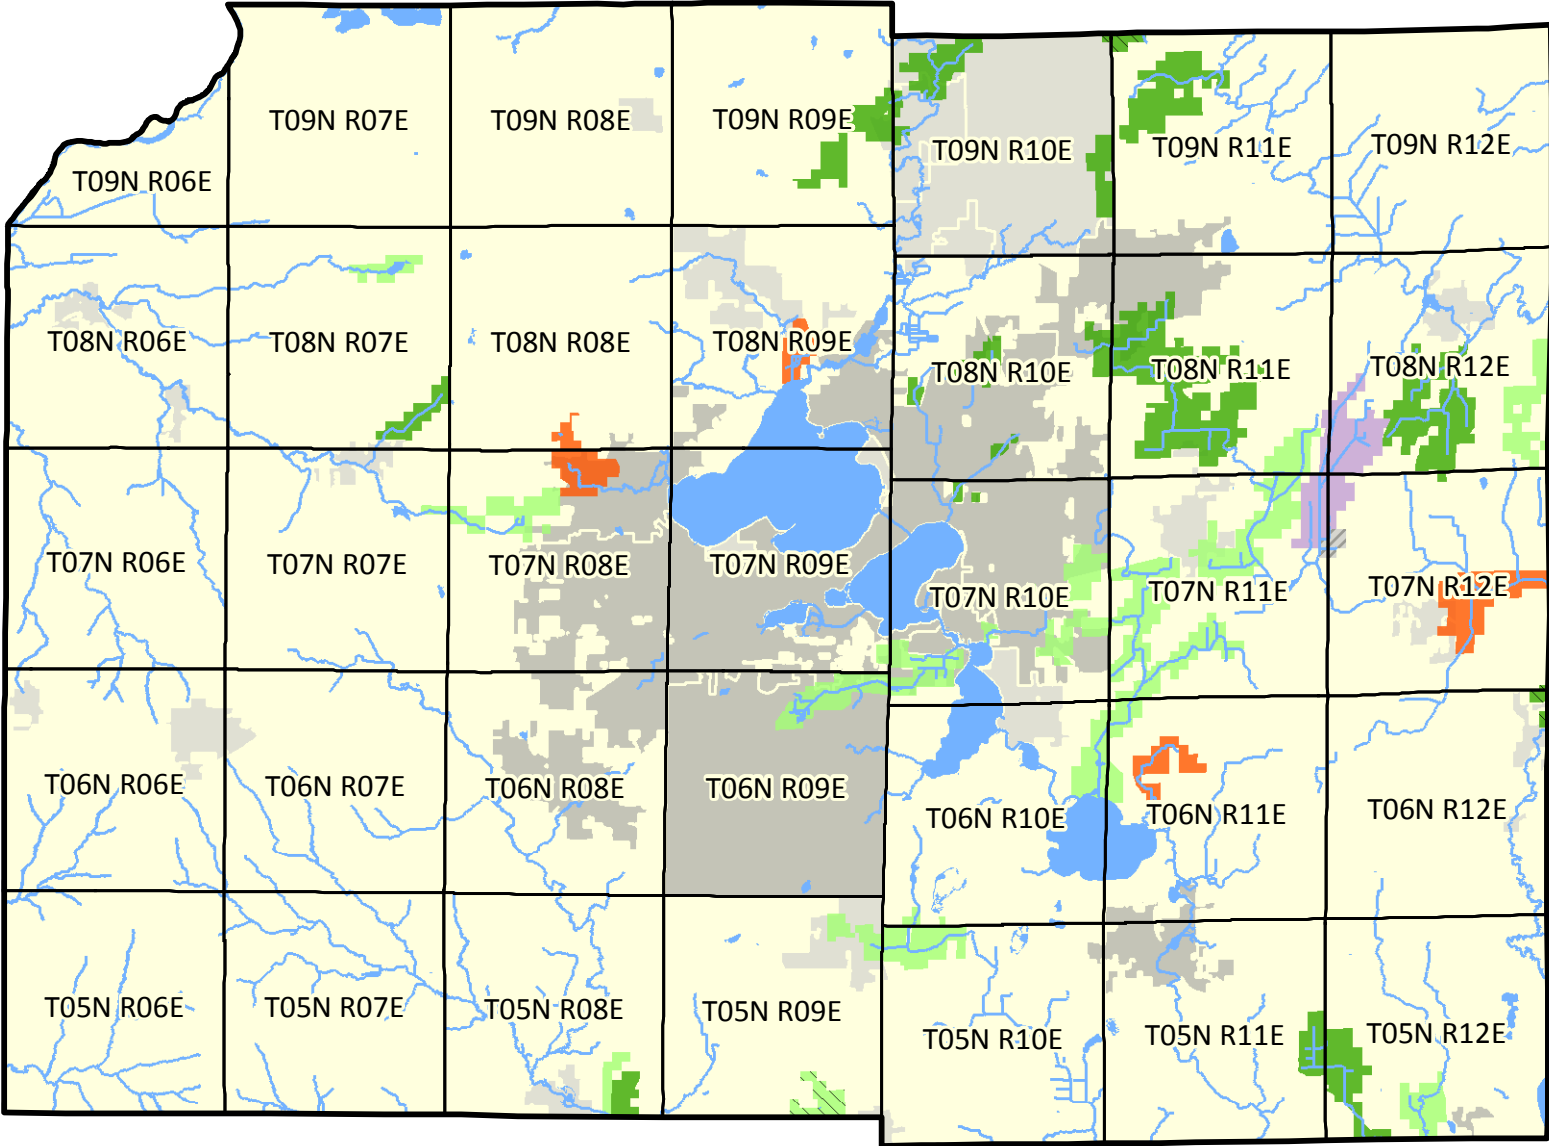 T09N R06E
T09N R07E
T09N R08E
T09N R09E
T09N R10E
T09N R11E
T09N R12E
T08N R06E
T08N R07E
T08N R08E
T08N R09E
T08N R10E
T08N R11E
T08N R12E
T07N R06E
T07N R07E
T07N R08E
T07N R09E
T07N R10E
T07N R11E
T07N R12E
T06N R06E
T06N R07E
T06N R08E
T06N R09E
T06N R10E
T06N R11E
T06N R12E
T05N R06E
T05N R07E
T05N R08E
T05N R09E
T05N R10E
T05N R11E
T05N R12E